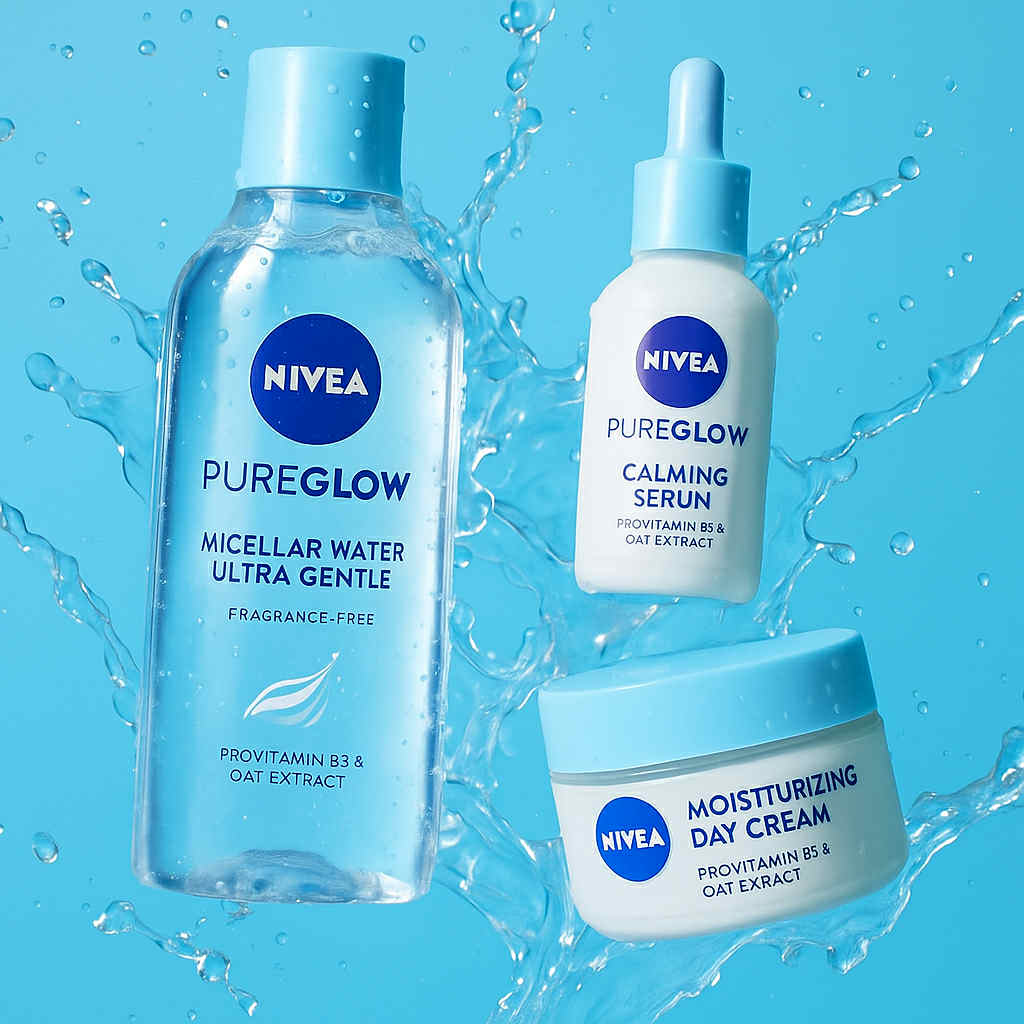 NIVEA
PUREGLOW
MICELLAR WATER
ULTRA GENTLE
FRAGRANCE-FREE
PROVITAMIN B3 &
OAT EXTRACT
NIVEA
PUREGLOW
CALMING
SERUN
PROVITAMIN B5 &
OAT EXTRACT
NIVEA
MOISTTURIZING
DAY CREAM
PROVITAMIN B5 &
OAT EXRACT